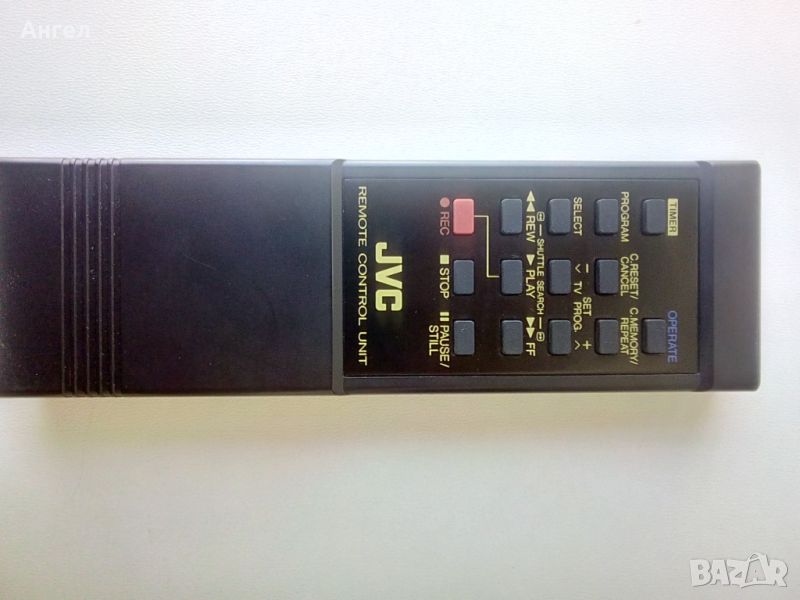 Ангел
TIMER
OPERATE
PROGRAM
C.RESET/
CANCEL
C.MEMORY/
REPEAT
SELECT
SET
− TV PROG. +
SHUTTLE SEARCH
◀◀ REW
▶ PLAY
▶▶ FF
● REC
■ STOP
❚❚ PAUSE/
STILL
JVC
REMOTE CONTROL UNIT
BAZAR